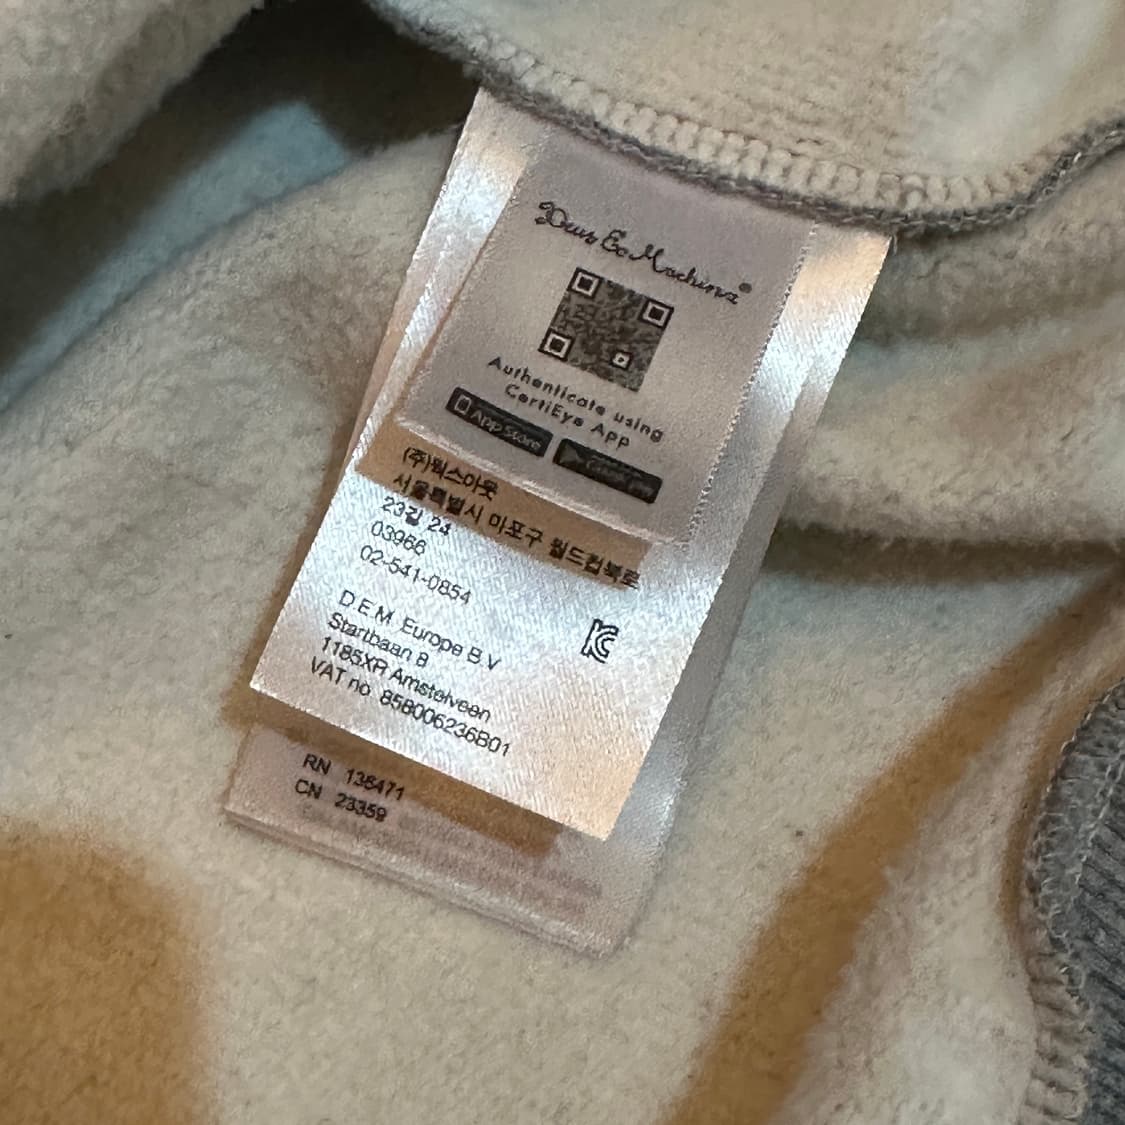 Deus Ex Machina®
Authenticate using
CertiEye App
App Store
(주)웍스아웃
서울특별시 마포구 월드컵북로
23길 24
03966
02-541-0854
D.E.M. Europe B.V
Startbaan 8
1185XR Amstelveen
VAT no 858006236B01
RN 136471
CN 23359